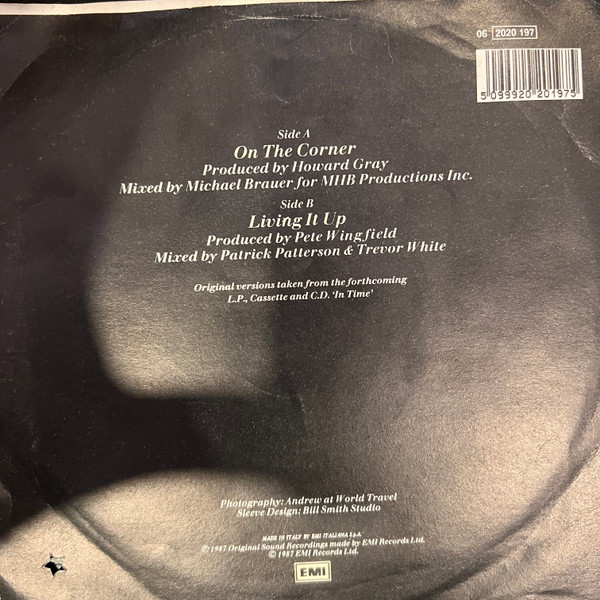 06 2020 197
5 099920 201975
Side A
On The Corner
Produced by Howard Gray
Mixed by Michael Brauer for MHB Productions Inc.
Side B
Living It Up
Produced by Pete Wingfield
Mixed by Patrick Patterson & Trevor White
Original versions taken from the forthcoming
L.P., Cassette and C.D. 'In Time'
Photography: Andrew at World Travel
Sleeve Design: Bill Smith Studio
MADE IN ITALY BY EMI ITALIANA S.p.A.
℗ 1987 Original Sound Recordings made by EMI Records Ltd.
© 1987 EMI Records Ltd.
EMI